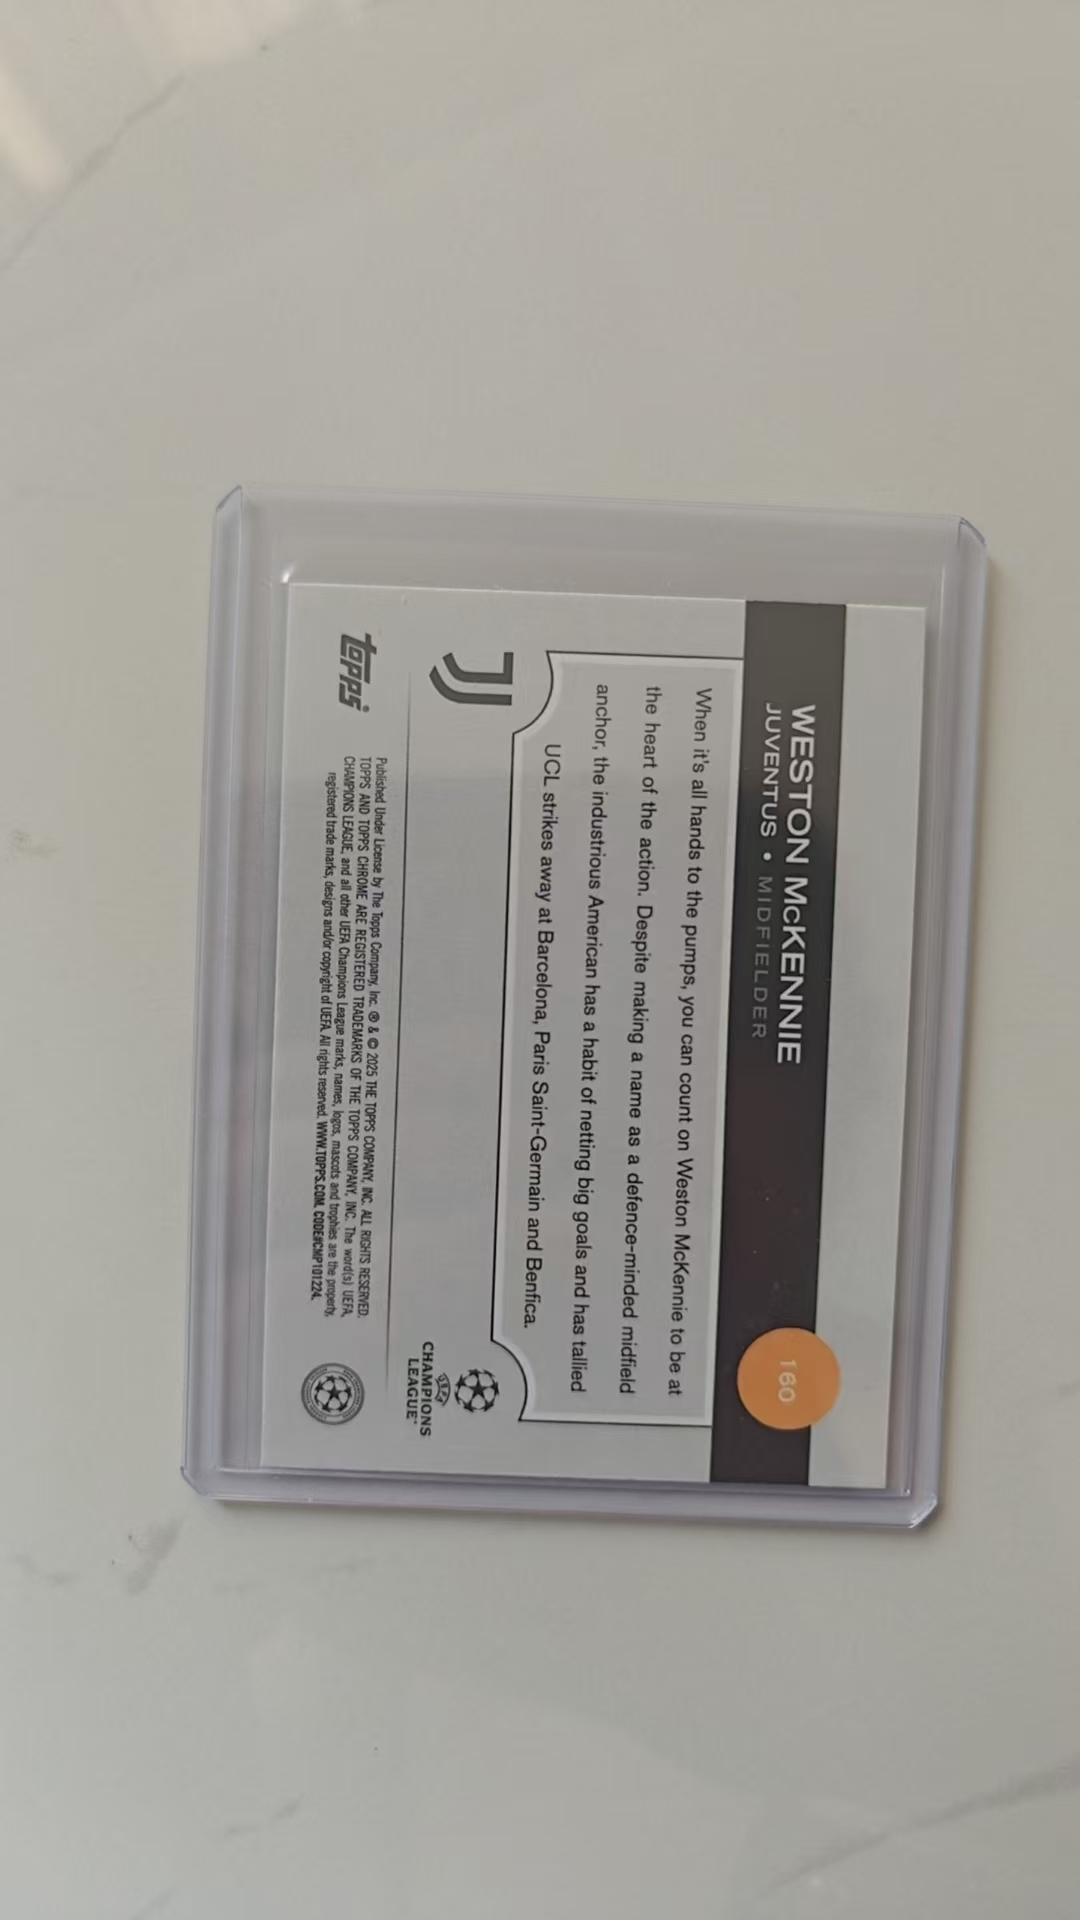 WESTON McKENNIE
JUVENTUS • MIDFIELDER
160
When it's all hands to the pumps, you can count on Weston McKennie to be at
the heart of the action. Despite making a name as a defence-minded midfield
anchor, the industrious American has a habit of netting big goals and has tallied
UCL strikes away at Barcelona, Paris Saint-Germain and Benfica.
UEFA
CHAMPIONS
LEAGUE
topps
Published Under License by The Topps Company, Inc. ® & © 2025 THE TOPPS COMPANY, INC. ALL RIGHTS RESERVED.
TOPPS AND TOPPS CHROME ARE REGISTERED TRADEMARKS OF THE TOPPS COMPANY, INC. The word(s) UEFA,
CHAMPIONS LEAGUE, and all other UEFA Champions League marks, names, logos, mascots and trophies are the property,
registered trade marks, designs and/or copyright of UEFA. All rights reserved. WWW.TOPPS.COM. CODE#CMP101224.